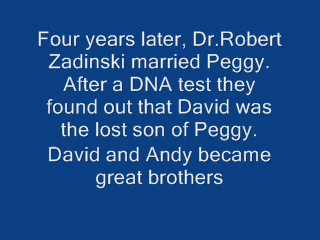 Four years later, Dr.Robert
Zadinski married Peggy.
After a DNA test they
found out that David was
the lost son of Peggy.
David and Andy became
great brothers